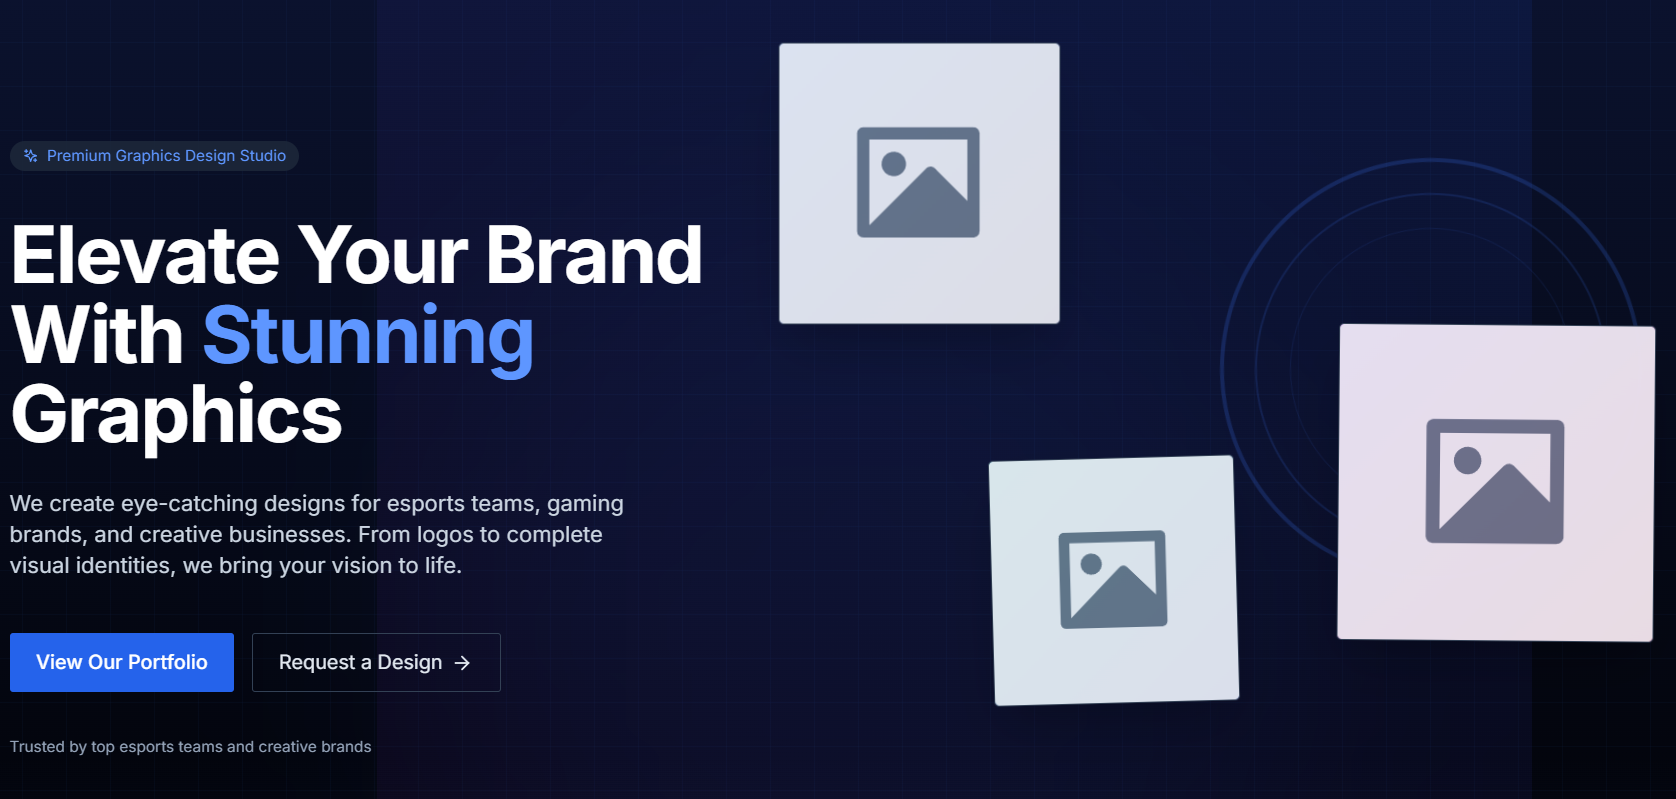 Premium Graphics Design Studio
Elevate Your Brand
With Stunning
Graphics
We create eye-catching designs for esports teams, gaming
brands, and creative businesses. From logos to complete
visual identities, we bring your vision to life.
View Our Portfolio
Request a Design →
Trusted by top esports teams and creative brands